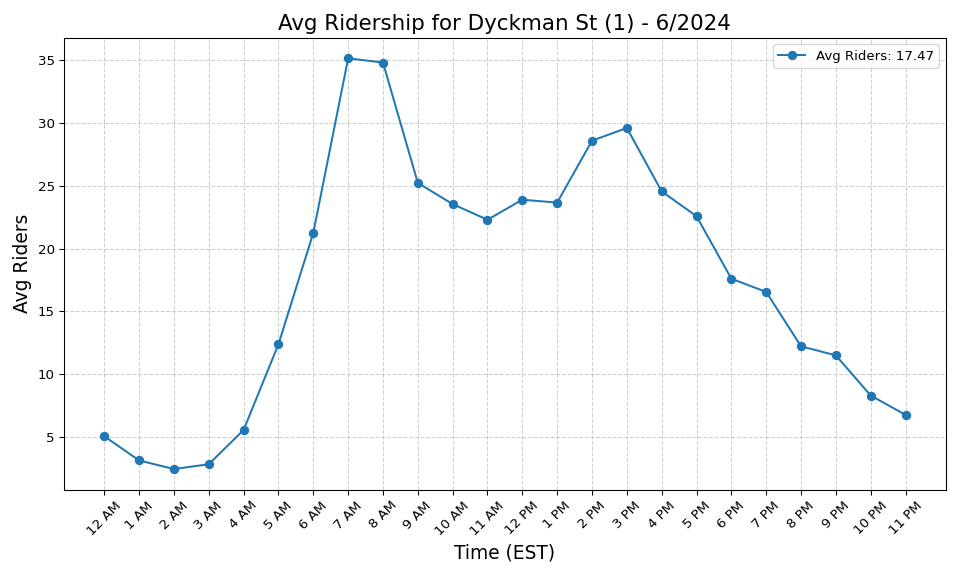 Avg Ridership for Dyckman St (1) - 6/2024
Avg Riders: 17.47
Avg Riders
35
30
25
20
15
10
5
12 AM
1 AM
2 AM
3 AM
4 AM
5 AM
6 AM
7 AM
8 AM
9 AM
10 AM
11 AM
12 PM
1 PM
2 PM
3 PM
4 PM
5 PM
6 PM
7 PM
8 PM
9 PM
10 PM
11 PM
Time (EST)